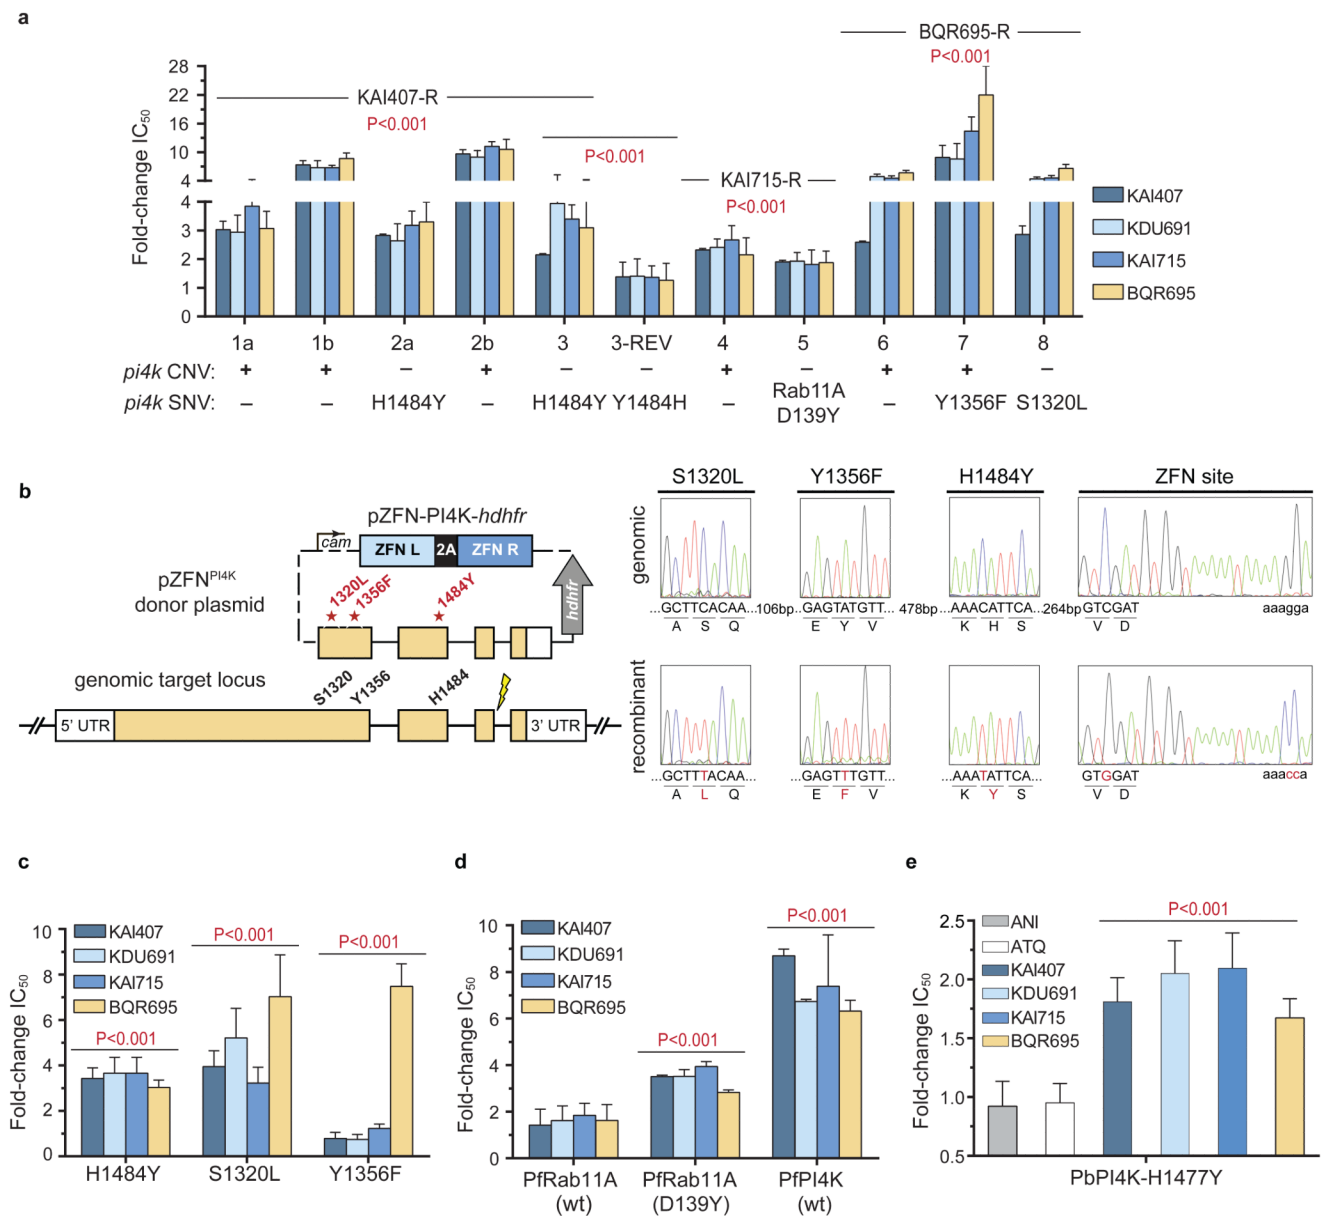 a
BQR695-R
P<0.001
28
22
16
10
4
4
3
2
1
0
Fold-change IC50
KAI407-R
P<0.001
P<0.001
KAI715-R
P<0.001
KAI407
KDU691
KAI715
BQR695
1a 1b 2a 2b 3 3-REV 4 5 6 7 8
pi4k CNV: + + – + – – + – + + –
pi4k SNV: – – H1484Y – H1484Y Y1484H – Rab11A D139Y – Y1356F S1320L
b
pZFN-PI4K-hdhfr
cam
ZFN L 2A ZFN R
pZFNPI4K
donor plasmid
1320L
1356F
1484Y
hdhfr
genomic target locus
S1320
Y1356
H1484
5' UTR
3' UTR
S1320L Y1356F H1484Y ZFN site
genomic
...GCTTCACAA... 106bp ...GAGTATGTT... 478bp ...AAACATTCA... 264bp GTCGAT aaagga
A S Q E Y V K H S V D
recombinant
...GCTTTACAA... ...GAGTTTGTT... ...AAATATTCA... GTGGAT aaacca
A L Q E F V K Y S V D
c
10
8
6
4
2
0
Fold-change IC50
KAI407
KDU691
KAI715
BQR695
P<0.001
P<0.001
P<0.001
H1484Y S1320L Y1356F
d
10
8
6
4
2
0
Fold-change IC50
KAI407
KDU691
KAI715
BQR695
P<0.001
P<0.001
PfRab11A PfRab11A PfPI4K
(wt) (D139Y) (wt)
e
2.5
2.0
1.5
1.0
0.5
Fold-change IC50
ANI
ATQ
KAI407
KDU691
KAI715
BQR695
P<0.001
PbPI4K-H1477Y